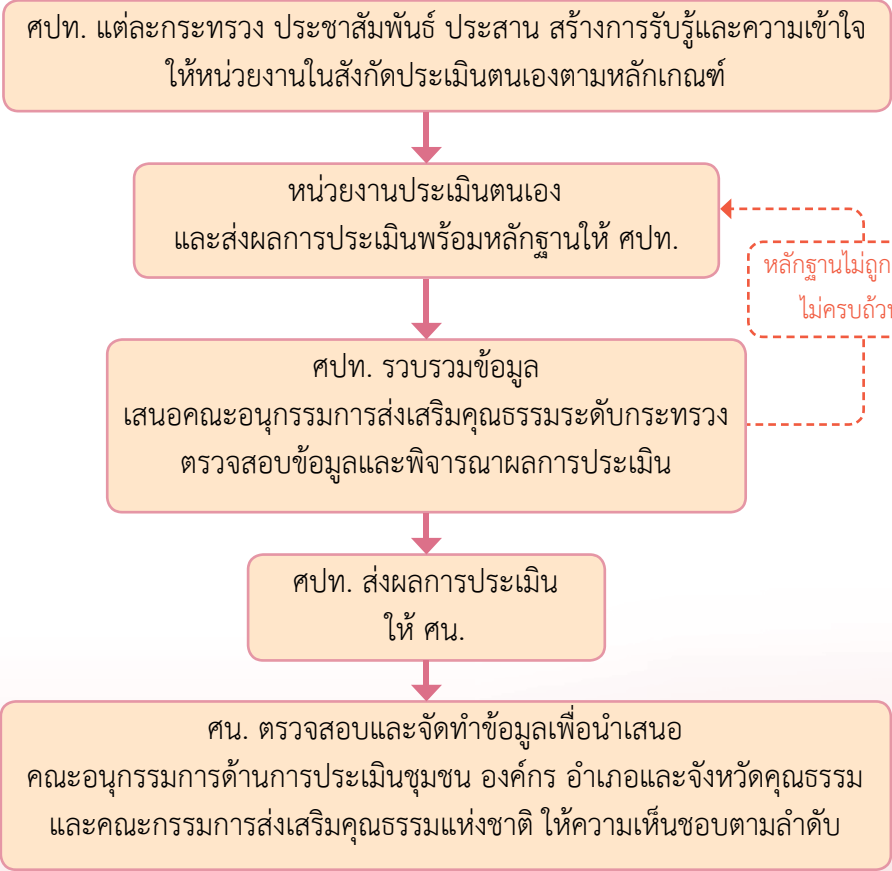 ศปท. แต่ละกระทรวง ประชาสัมพันธ์ ประสาน สร้างการรับรู้และความเข้าใจ
ให้หน่วยงานในสังกัดประเมินตนเองตามหลักเกณฑ์
หน่วยงานประเมินตนเอง
และส่งผลการประเมินพร้อมหลักฐานให้ ศปท.
หลักฐานไม่ถูก
ไม่ครบถ้ว
ศปท. รวบรวมข้อมูล
เสนอคณะอนุกรรมการส่งเสริมคุณธรรมระดับกระทรวง
ตรวจสอบข้อมูลและพิจารณาผลการประเมิน
ศปท. ส่งผลการประเมิน
ให้ ศน.
ศน. ตรวจสอบและจัดทำข้อมูลเพื่อนำเสนอ
คณะอนุกรรมการด้านการประเมินชุมชน องค์กร อำเภอและจังหวัดคุณธรรม
และคณะกรรมการส่งเสริมคุณธรรมแห่งชาติ ให้ความเห็นชอบตามลำดับ